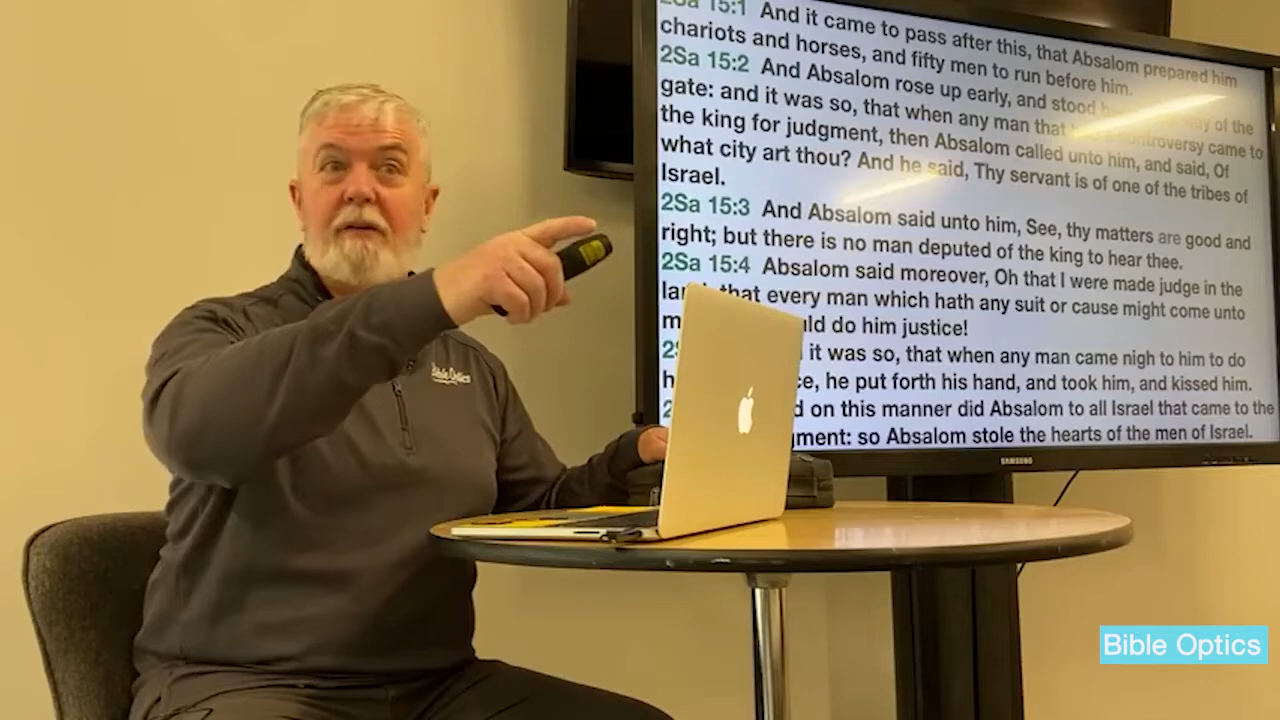 2Sa 15:1 And it came to pass after this, that Absalom prepared him
chariots and horses, and fifty men to run before him.
2Sa 15:2 And Absalom rose up early, and stood way of the
gate: and it was so, that when any man that had a controversy came to
the king for judgment, then Absalom called unto him, and said, Of
what city art thou? And he said, Thy servant is of one of the tribes of
Israel.
2Sa 15:3 And Absalom said unto him, See, thy matters are good and
right; but there is no man deputed of the king to hear thee.
2Sa 15:4 Absalom said moreover, Oh that I were made judge in the
that every man which hath any suit or cause might come unto
do him justice!
it was so, that when any man came nigh to him to do
he put forth his hand, and took him, and kissed him.
on this manner did Absalom to all Israel that came to the
so Absalom stole the hearts of the men of Israel.
SAMSUNG
Bible Optics
Bible Optics